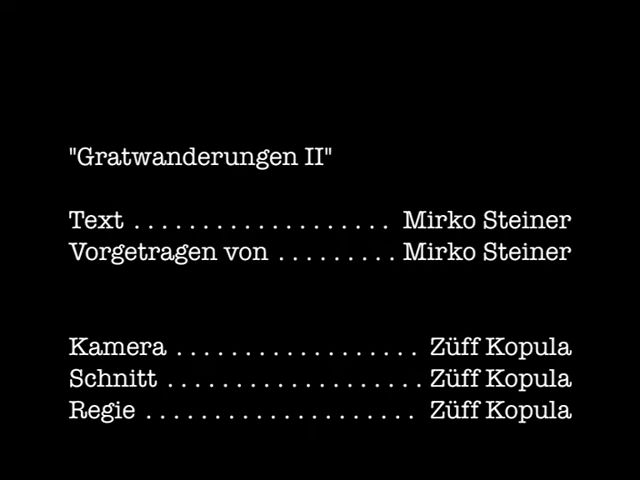 "Gratwanderungen II"
Text . . . . . . . . . . . . . . . . . . . Mirko Steiner
Vorgetragen von . . . . . . . . . Mirko Steiner
Kamera . . . . . . . . . . . . . . . . . . Züff Kopula
Schnitt . . . . . . . . . . . . . . . . . . . Züff Kopula
Regie . . . . . . . . . . . . . . . . . . . . Züff Kopula